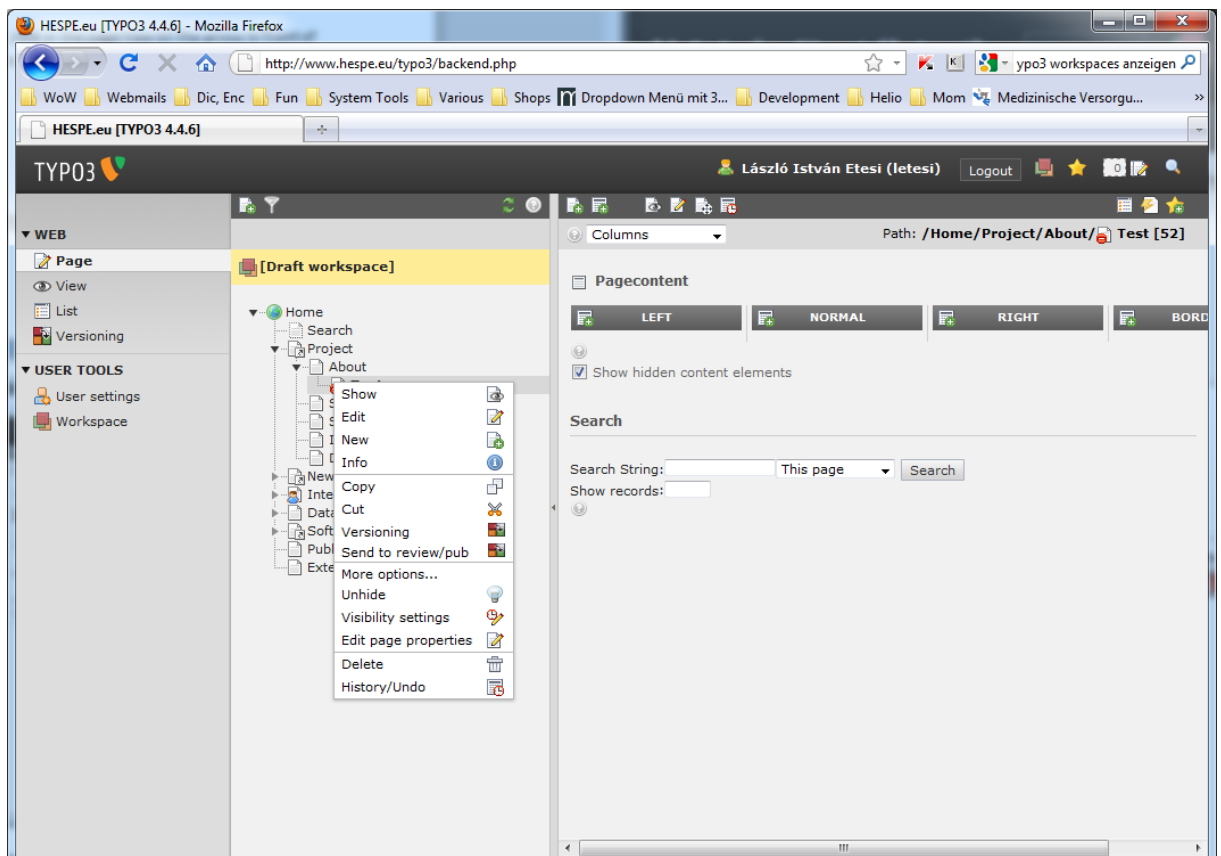 HESPE.eu [TYPO3 4.4.6] - Mozilla Firefox
http://www.hespe.eu/typo3/backend.php
ypo3 workspaces anzeigen
WoW Webmails Dic, Enc Fun System Tools Various Shops Dropdown Menü mit 3... Development Helio Mom Medizinische Versorgu... »
HESPE.eu [TYPO3 4.4.6]
TYPO3
László István Etesi (letesi) Logout 0
WEB
Page
View
List
Versioning
USER TOOLS
User settings
Workspace
[Draft workspace]
Home
Search
Project
About
S
S
I
D
New
Inte
Data
Soft
Publ
Exte
Show
Edit
New
Info
Copy
Cut
Versioning
Send to review/pub
More options...
Unhide
Visibility settings
Edit page properties
Delete
History/Undo
Columns
Path: /Home/Project/About/ Test [52]
Pagecontent
LEFT NORMAL RIGHT BORD
Show hidden content elements
Search
Search String: This page Search
Show records: